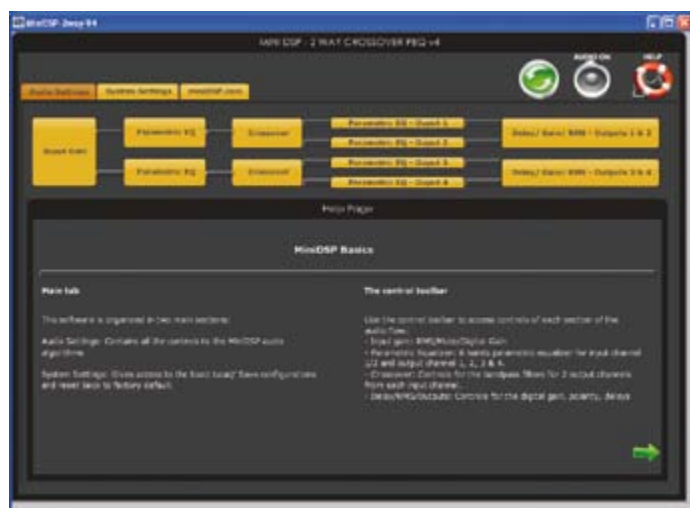 MiniDSP-2way V4
MINI DSP - 2 WAY CROSSOVER PEQ v4
AUDIO ON
HELP
Audio Settings
System Settings
miniDSP.com
Input Gain
Parametric EQ
Crossover
Parametric EQ - Ouput 1
Parametric EQ - Ouput 2
Delay/ Gain/ RMS - Outputs 1 & 2
Parametric EQ
Crossover
Parametric EQ - Ouput 3
Parametric EQ - Ouput 4
Delay/ Gain/ RMS - Outputs 3 & 4
Help Page
MiniDSP Basics
Main tab
The software is organised in two main sections:
Audio Settings: Contains all the controls to the MiniDSP audio
algorithms
System Settings: Gives access to the Load/ Save configurations
and reset back to factory default.
The control toolbar
Use the control toolbar to access controls of each section of the
audio flow:
- Input gain: RMS/Mute/Digital Gain
- Parametric Equalizer: 6 bands parametric equalizer for input channel
1/2 and output channel 1, 2, 3 & 4.
- Crossover: Controls for the bandpass filters for 2 output channels
from each input channel.
- Delay/RMS/Outputs: Controls for the digital gain, polarity, delays